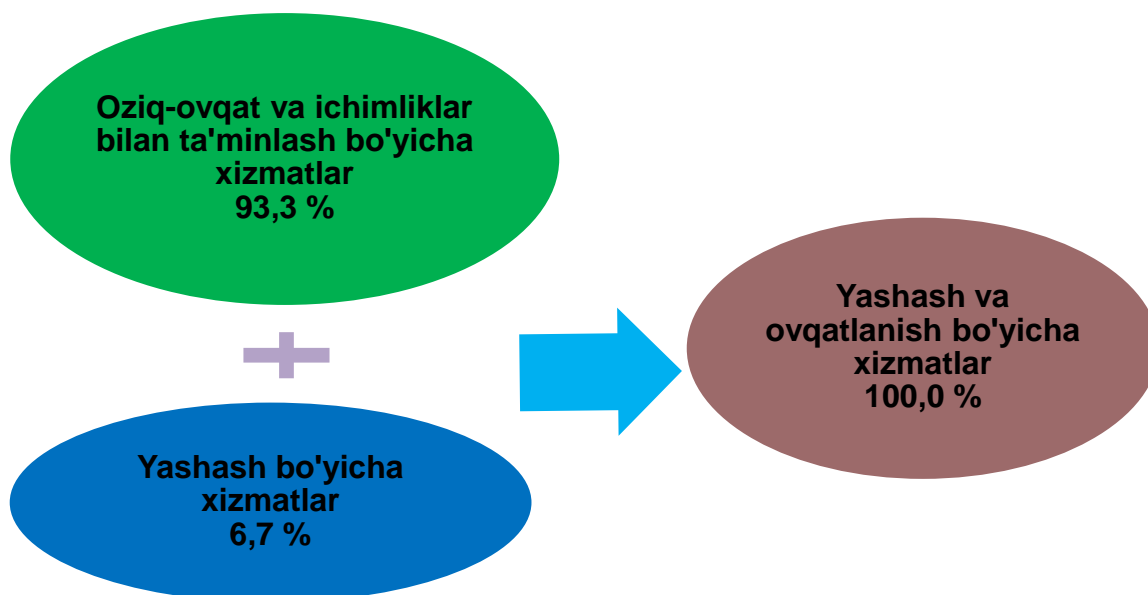 Oziq-ovqat va ichimliklar
bilan ta'minlash bo'yicha
xizmatlar
93,3 %
Yashash bo'yicha
xizmatlar
6,7 %
Yashash va
ovqatlanish bo'yicha
xizmatlar
100,0 %